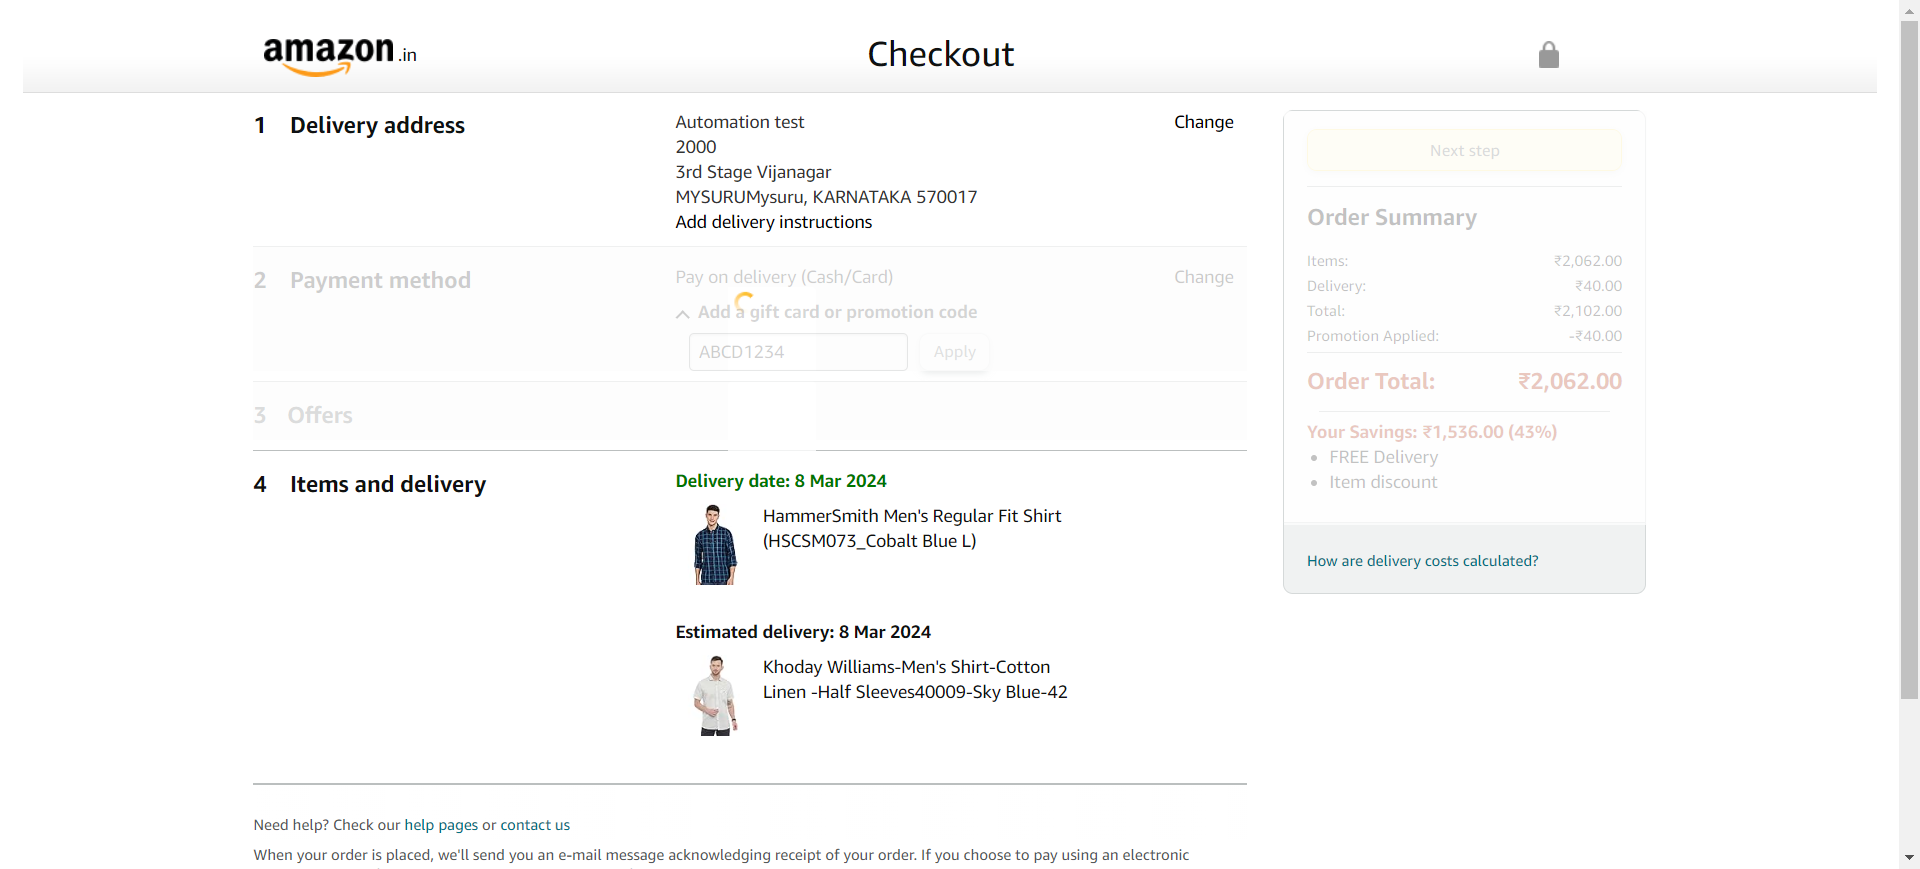 amazon.in
Checkout
1 Delivery address
Automation test
Change
2000
3rd Stage Vijanagar
MYSURUMysuru, KARNATAKA 570017
Add delivery instructions
2 Payment method
Pay on delivery (Cash/Card)
Change
Add a gift card or promotion code
ABCD1234
Apply
3 Offers
4 Items and delivery
Delivery date: 8 Mar 2024
HammerSmith Men's Regular Fit Shirt
(HSCSM073_Cobalt Blue L)
Estimated delivery: 8 Mar 2024
Khoday Williams-Men's Shirt-Cotton
Linen -Half Sleeves40009-Sky Blue-42
Next step
Order Summary
Items: ₹2,062.00
Delivery: ₹40.00
Total: ₹2,102.00
Promotion Applied: -₹40.00
Order Total: ₹2,062.00
Your Savings: ₹1,536.00 (43%)
FREE Delivery
Item discount
How are delivery costs calculated?
Need help? Check our help pages or contact us
When your order is placed, we'll send you an e-mail message acknowledging receipt of your order. If you choose to pay using an electronic